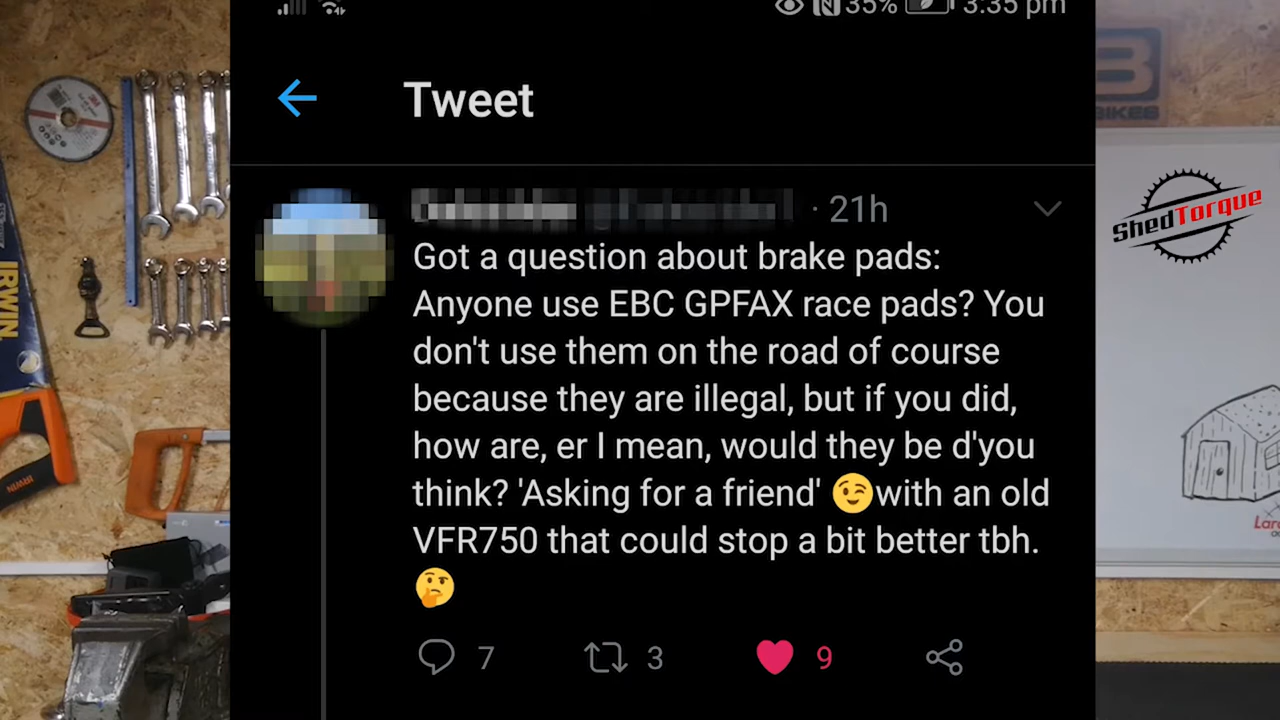 35%
3:35 pm
Tweet
· 21h
Got a question about brake pads:
Anyone use EBC GPFAX race pads? You
don't use them on the road of course
because they are illegal, but if you did,
how are, er I mean, would they be d'you
think? 'Asking for a friend' 😉with an old
VFR750 that could stop a bit better tbh.
🤔
7
3
9
IRWIN
IRWIN
3M
B
BIKES
ShedTorque